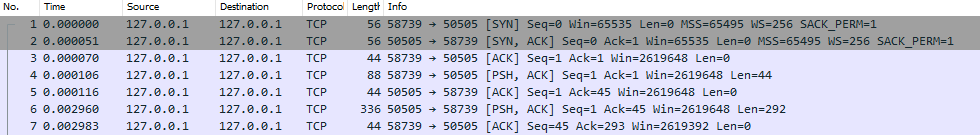 No. Time Source Destination Protocol Length Info
1 0.000000 127.0.0.1 127.0.0.1 TCP 56 58739 → 50505 [SYN] Seq=0 Win=65535 Len=0 MSS=65495 WS=256 SACK_PERM=1
2 0.000051 127.0.0.1 127.0.0.1 TCP 56 50505 → 58739 [SYN, ACK] Seq=0 Ack=1 Win=65535 Len=0 MSS=65495 WS=256 SACK_PERM=1
3 0.000070 127.0.0.1 127.0.0.1 TCP 44 58739 → 50505 [ACK] Seq=1 Ack=1 Win=2619648 Len=0
4 0.000106 127.0.0.1 127.0.0.1 TCP 88 58739 → 50505 [PSH, ACK] Seq=1 Ack=1 Win=2619648 Len=44
5 0.000116 127.0.0.1 127.0.0.1 TCP 44 50505 → 58739 [ACK] Seq=1 Ack=45 Win=2619648 Len=0
6 0.002960 127.0.0.1 127.0.0.1 TCP 336 50505 → 58739 [PSH, ACK] Seq=1 Ack=45 Win=2619648 Len=292
7 0.002983 127.0.0.1 127.0.0.1 TCP 44 58739 → 50505 [ACK] Seq=45 Ack=293 Win=2619392 Len=0